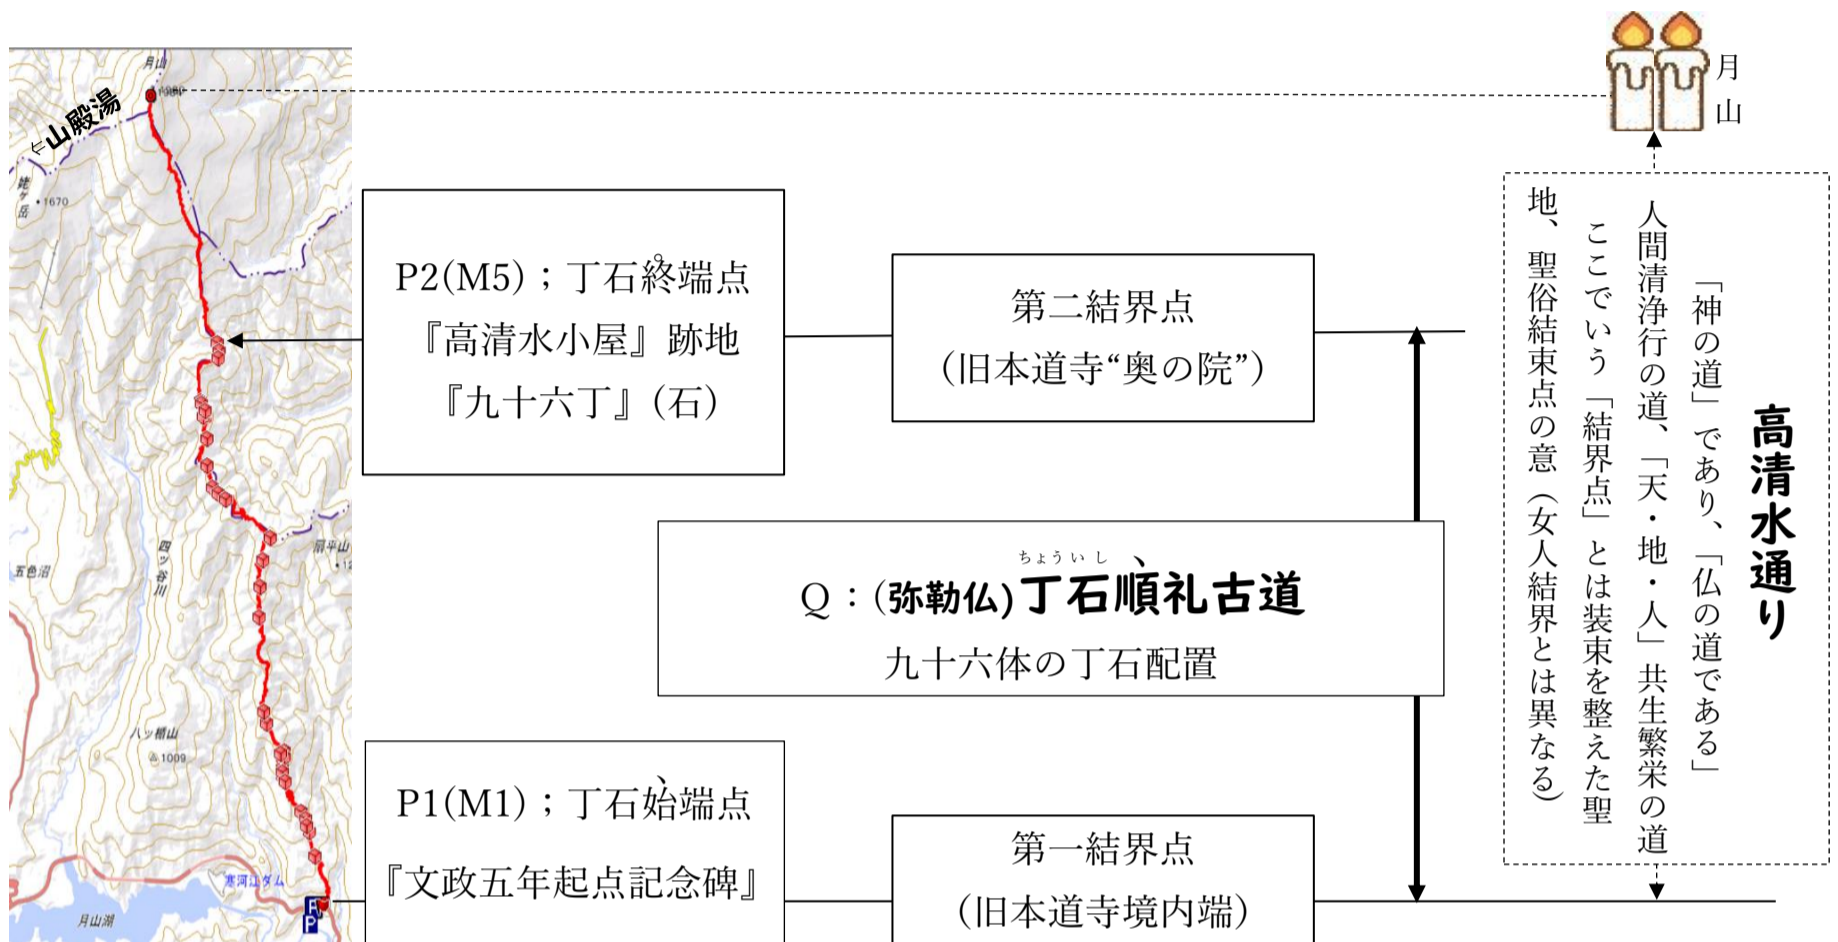 月山
1984
⇐山殿湯
姥ヶ岳
・1670
五色沼
四ッ谷川
扇平山
八ッ楯山
1009
寒河江ダム
月山湖
P
P
P2(M5)；丁石終端点
『高清水小屋』跡地
『九十六丁』(石)
第二結界点
(旧本道寺“奥の院”)
ちょういし
Q：(弥勒仏)丁石順礼古道
九十六体の丁石配置
P1(M1)；丁石始端点
『文政五年起点記念碑』
第一結界点
(旧本道寺境内端)
月山
高清水通り
「神の道」であり、「仏の道である」
人間清浄行の道、「天・地・人」共生繁栄の道
ここでいう「結界点」とは装束を整えた聖
地、聖俗結束点の意（女人結界とは異なる）